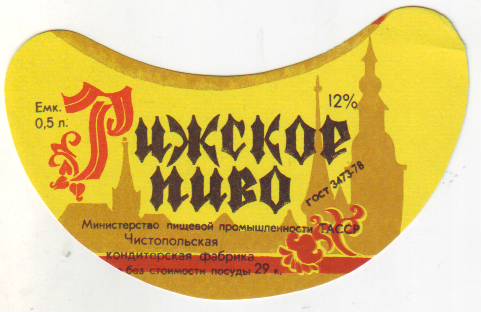 Емк.
0,5 л.
12%
Рижское
пиво
ГОСТ 3473-78
Министерство пищевой промышленности ТАССР
Чистопольская
кондиторская фабрика
без стоимости посуды 29 к.